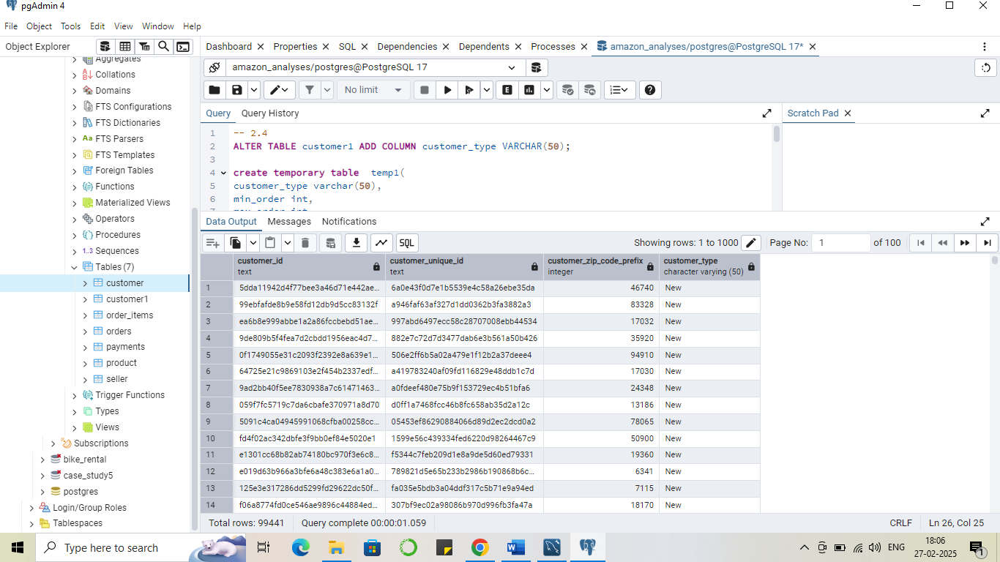 pgAdmin 4
File Object Tools Edit View Window Help
Object Explorer
Dashboard Properties SQL Dependencies Dependents Processes amazon_analyses/postgres@PostgreSQL 17*
amazon_analyses/postgres@PostgreSQL 17
No limit
E
Query Query History
Scratch Pad
1 -- 2.4
2 ALTER TABLE customer1 ADD COLUMN customer_type VARCHAR(50);
3
4 create temporary table temp1(
5 customer_type varchar(50),
6 min_order int,
Aggregates
Collations
Domains
FTS Configurations
FTS Dictionaries
Aa FTS Parsers
FTS Templates
Foreign Tables
Functions
Materialized Views
Operators
Procedures
1..3 Sequences
Tables (7)
customer
customer1
order_items
orders
payments
product
seller
Trigger Functions
Types
Views
Subscriptions
bike_rental
case_study5
postgres
Login/Group Roles
Tablespaces
Data Output Messages Notifications
SQL
Showing rows: 1 to 1000
Page No: 1 of 100
customer_id text customer_unique_id text customer_zip_code_prefix integer customer_type character varying (50)
1 5dda11942d4f77bee3a46d71e442ae... 6a0e43f0d7e1b5539e4c58a26ebe35da 46740 New
2 99ebfafde8b9e58fd12db9d5cc83132f a946faf63af327d1dd0362b3fa3882a3 83328 New
3 ea6b8e999abbe1a2a86fccbebd51ae... 997abd6497ecc58c28707008ebb44534 17032 New
4 9de809b5f4fea7d2cbdd1956eac4d7... 882e7c72d7d3477dab6e3b561a50b426 35920 New
5 0f1749055e31c2093f2392e8a639e1... 506e2ff6b5a02a479e1f12b2a37deee4 94910 New
6 64725e21c9869103e2f454b2337edf... a419783240af09fd116829e48ddb1c7d 17030 New
7 9ad2bb40f5ee7830938a7c61471463... a0fdeef480e75b9f153729ec4b51bfa6 24348 New
8 059f7fc5719c7da6cbafe370971a8d70 d0ff1a7468fcc46b8fc658ab35d2a12c 13186 New
9 5091c4ca04945991068cfba00258cc... 05453ef86290884066d89d2ec2dcd0a2 78065 New
10 fd4f02ac342dbfe3f9bb0ef84e5020e1 1599e56c439334fed6220d98264467c9 50900 New
11 e1301cc68b82ab74180bc970f3e6c8... f5344c7feb209d1e8a9de5d60ed79331 19360 New
12 e019d63b966a3bfe6a48c383e6a1a0... 789821d5e65b233b2986b190868b6c... 6341 New
13 125e3e317286dd5299fd29622dc50f... fa035e5bdb3a04ddf317c5b71e9a94ed 7115 New
14 f06a8774fd0ce546ae9896c44884ed... 307bf9ec02a98086b970d996fb3fa47a 18170 New
Total rows: 99441 Query complete 00:00:01.059 CRLF Ln 26, Col 25
Type here to search
ENG
18:06
27-02-2025
1